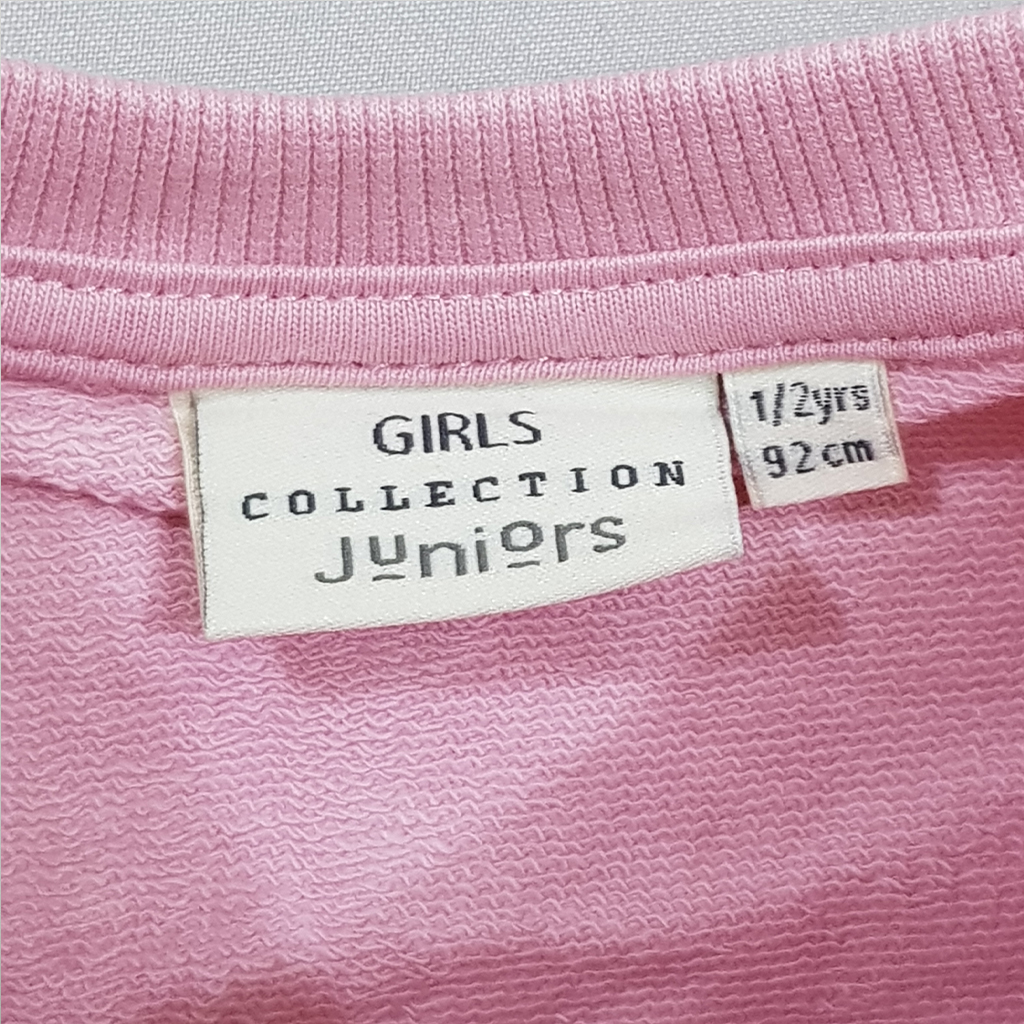 GIRLS
COLLECTION
Juniors
1/2yrs
92cm